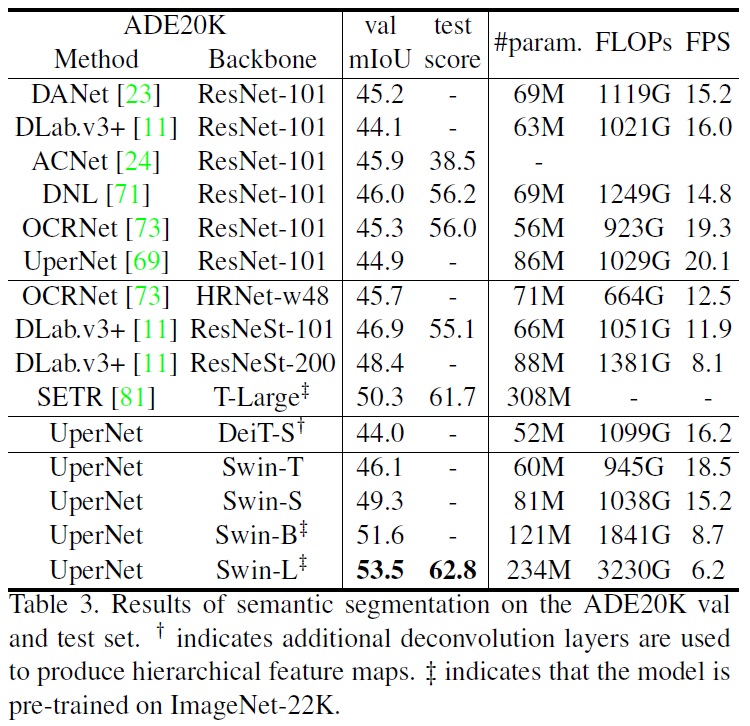 ADE20K val test #param. FLOPs FPS
Method Backbone mIoU score
DANet [23] ResNet-101 45.2 - 69M 1119G 15.2
DLab.v3+ [11] ResNet-101 44.1 - 63M 1021G 16.0
ACNet [24] ResNet-101 45.9 38.5 -
DNL [71] ResNet-101 46.0 56.2 69M 1249G 14.8
OCRNet [73] ResNet-101 45.3 56.0 56M 923G 19.3
UperNet [69] ResNet-101 44.9 - 86M 1029G 20.1
OCRNet [73] HRNet-w48 45.7 - 71M 664G 12.5
DLab.v3+ [11] ResNeSt-101 46.9 55.1 66M 1051G 11.9
DLab.v3+ [11] ResNeSt-200 48.4 - 88M 1381G 8.1
SETR [81] T-Large‡ 50.3 61.7 308M - -
UperNet DeiT-S† 44.0 - 52M 1099G 16.2
UperNet Swin-T 46.1 - 60M 945G 18.5
UperNet Swin-S 49.3 - 81M 1038G 15.2
UperNet Swin-B‡ 51.6 - 121M 1841G 8.7
UperNet Swin-L‡ 53.5 62.8 234M 3230G 6.2
Table 3. Results of semantic segmentation on the ADE20K val
and test set. † indicates additional deconvolution layers are used
to produce hierarchical feature maps. ‡ indicates that the model is
pre-trained on ImageNet-22K.